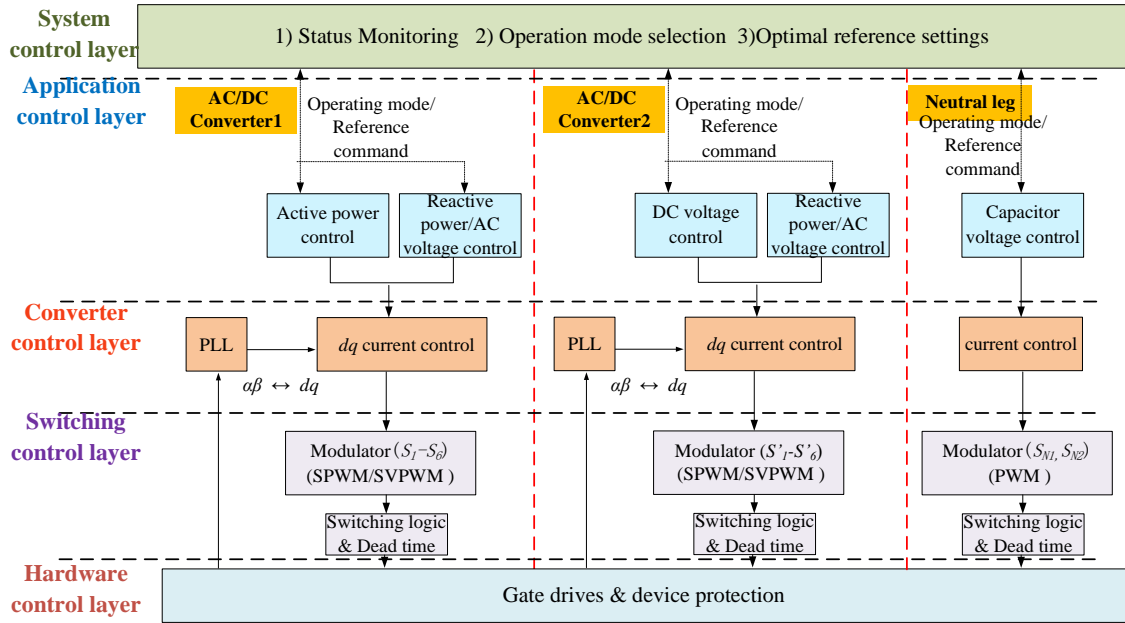 System
control layer
1) Status Monitoring 2) Operation mode selection 3)Optimal reference settings
Application
control layer
AC/DC
Converter1
Operating mode/
Reference
command
AC/DC
Converter2
Operating mode/
Reference
command
Neutral leg
Operating mode/
Reference
command
Active power
control
Reactive
power/AC
voltage control
DC voltage
control
Reactive
power/AC
voltage control
Capacitor
voltage control
Converter
control layer
PLL
dq current control
αβ ↔ dq
PLL
dq current control
αβ ↔ dq
current control
Switching
control layer
Modulator (S1-S6)
(SPWM/SVPWM )
Modulator (S'1-S'6)
(SPWM/SVPWM )
Modulator (SN1, SN2)
(PWM )
Switching logic
& Dead time
Switching logic
& Dead time
Switching logic
& Dead time
Hardware
control layer
Gate drives & device protection